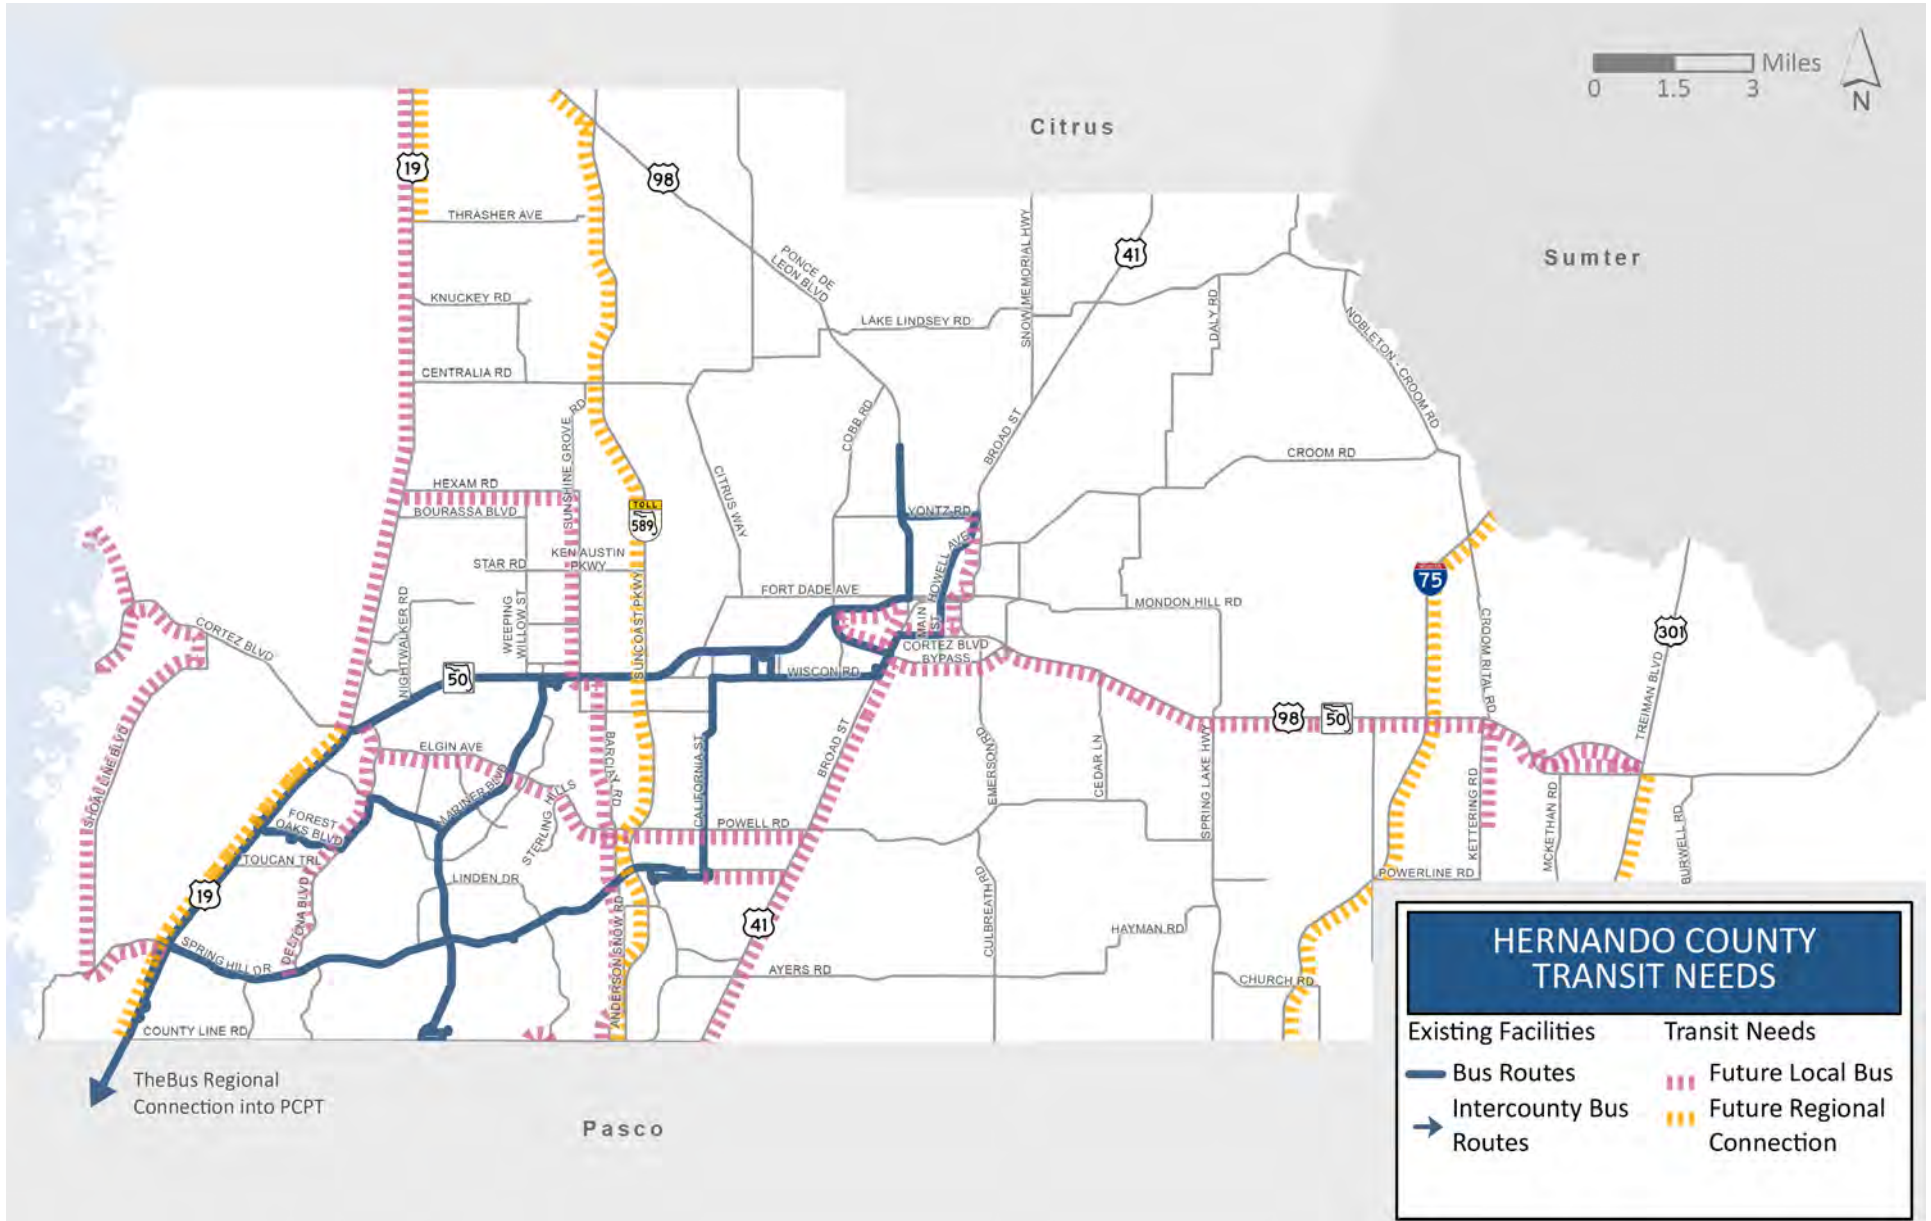 Miles
0 1.5 3
N
Citrus
19
98
THRASHER AVE
41
Sumter
PONCE DE
LEON BLVD
SNOW MEMORIAL HWY
KNUCKEY RD
LAKE LINDSEY RD
DALY RD
NOBLETON - CROOM RD
CENTRALIA RD
SUNSHINE GROVE RD
COBB RD
BROAD ST
CROOM RD
HEXAM RD
CITRUS WAY
BOURASSA BLVD
TOLL
589
YONTZ RD
KEN AUSTIN
PKWY
STAR RD
HOWELL AVE
75
FORT DADE AVE
MONDON HILL RD
NIGHTWALKER RD
WEEPING
WILLOW ST
SUNCOAST PKWY
MAIN
ST
CROOM RITAL RD
301
CORTEZ BLVD
CORTEZ BLVD
BYPASS
50
WISCON RD
TREIMAN BLVD
98
50
SHOAL LINE BLVD
ELGIN AVE
BARCLAY RD
CALIFORNIA ST
BROAD ST
EMERSON RD
CEDAR LN
SPRING LAKE HWY
KETTERING RD
MCKETHAN RD
BURWELL RD
MARINER BLVD
STERLING HILLS
FOREST
OAKS BLVD
POWELL RD
TOUCAN TRL
LINDEN DR
POWERLINE RD
19
DELTONA BLVD
CULBREATH RD
41
ANDERSON SNOW RD
HAYMAN RD
SPRING HILL DR
AYERS RD
CHURCH RD
COUNTY LINE RD
TheBus Regional
Connection into PCPT
Pasco
HERNANDO COUNTY
TRANSIT NEEDS
Existing Facilities
Bus Routes
Intercounty Bus
Routes
Transit Needs
Future Local Bus
Future Regional
Connection